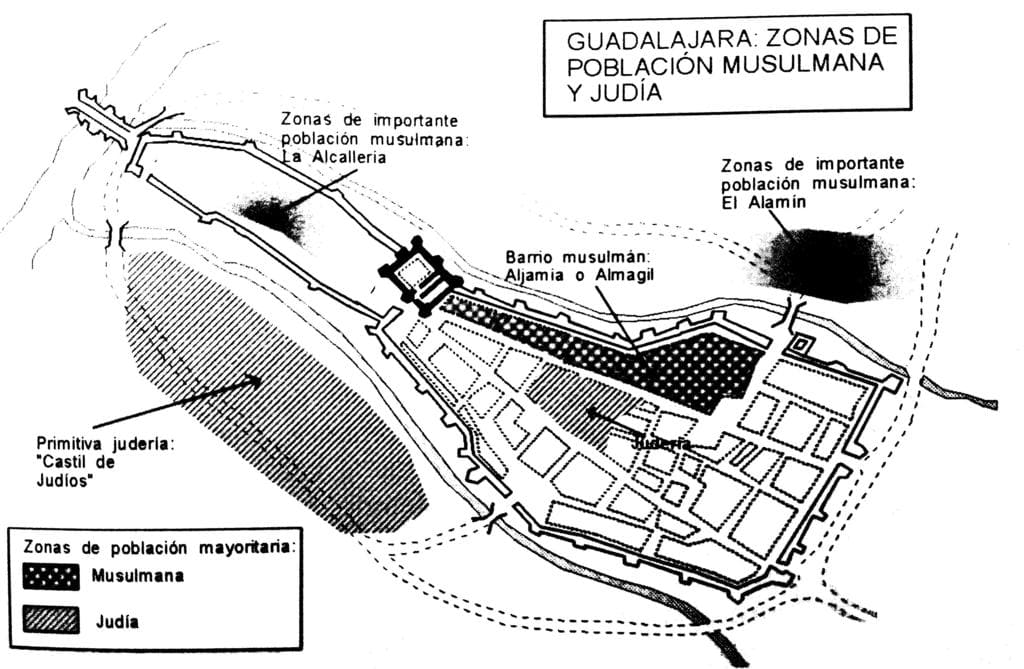 GUADALAJARA: ZONAS DE
POBLACIÓN MUSULMANA
Y JUDÍA
Zonas de importante
población musulmana:
La Alcalleria
Zonas de importante
población musulmana:
El Alamín
Barrio musulmán:
Aljamia o Almagil
Judería
Primitiva judería:
"Castil de
Judíos"
Zonas de población mayoritaria:
Musulmana
Judía